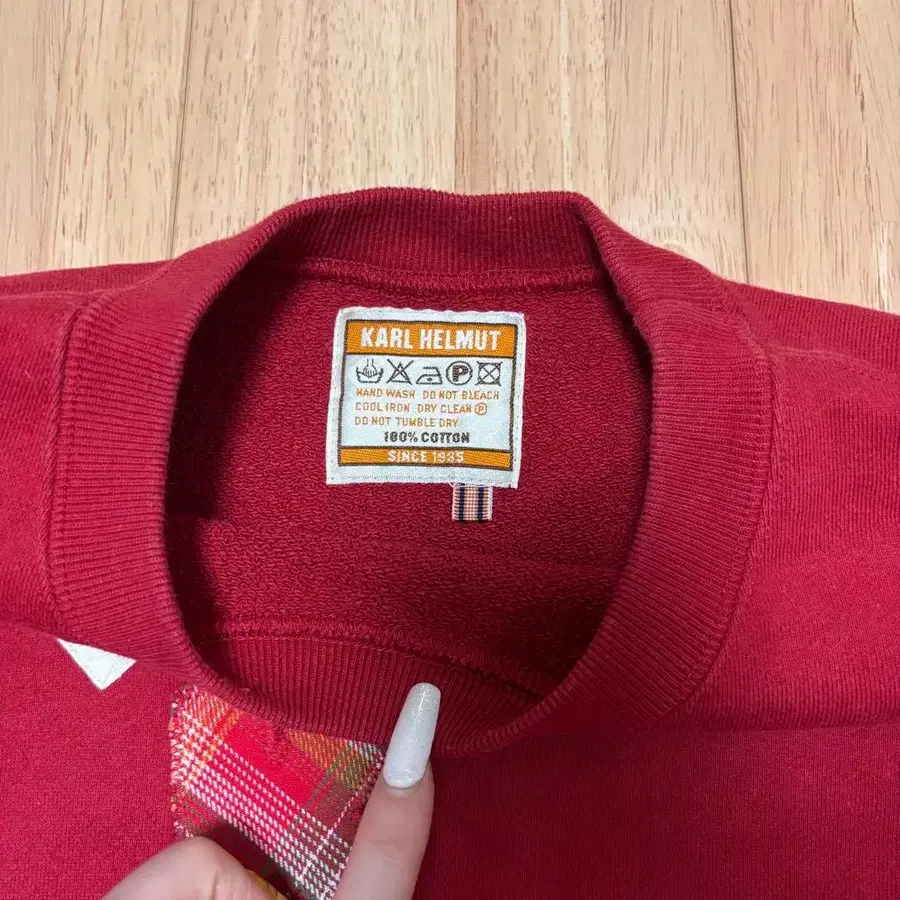 KARL HELMUT
P
HAND WASH DO NOT BLEACH
COOL IRON DRY CLEAN Ⓟ
DO NOT TUMBLE DRY
100% COTTON
SINCE 1985